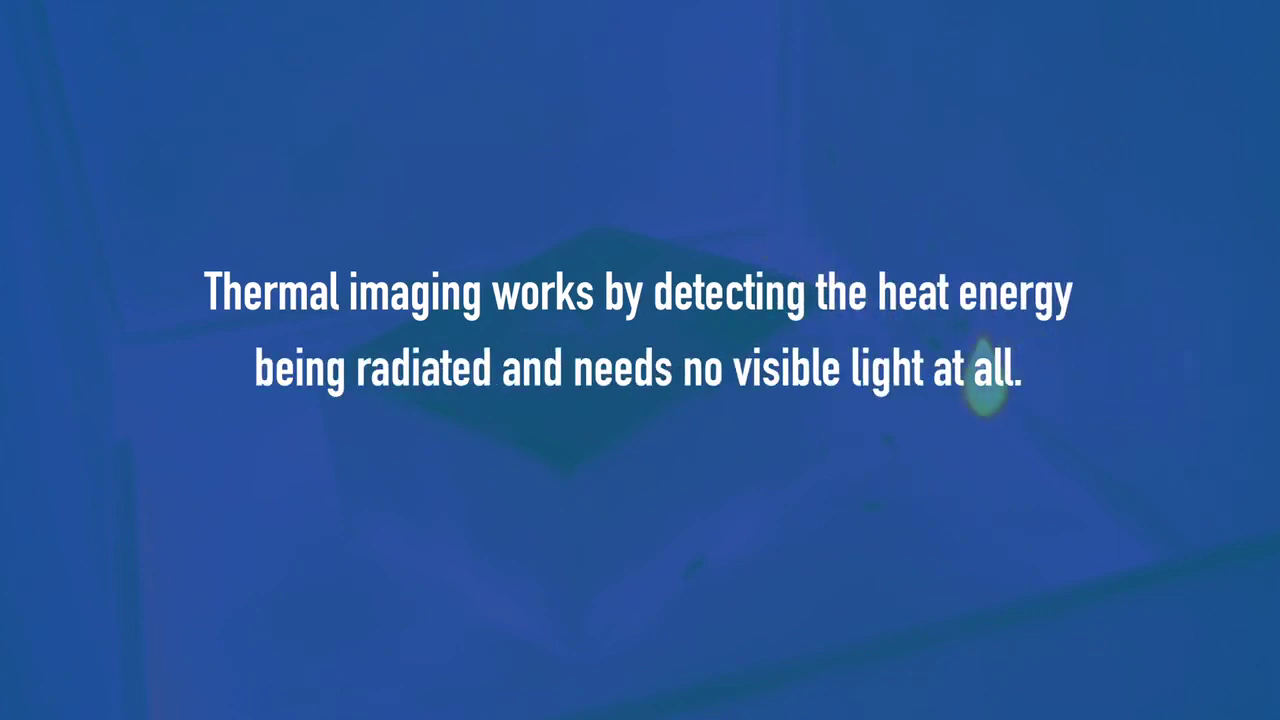 Thermal imaging works by detecting the heat energy
being radiated and needs no visible light at all.